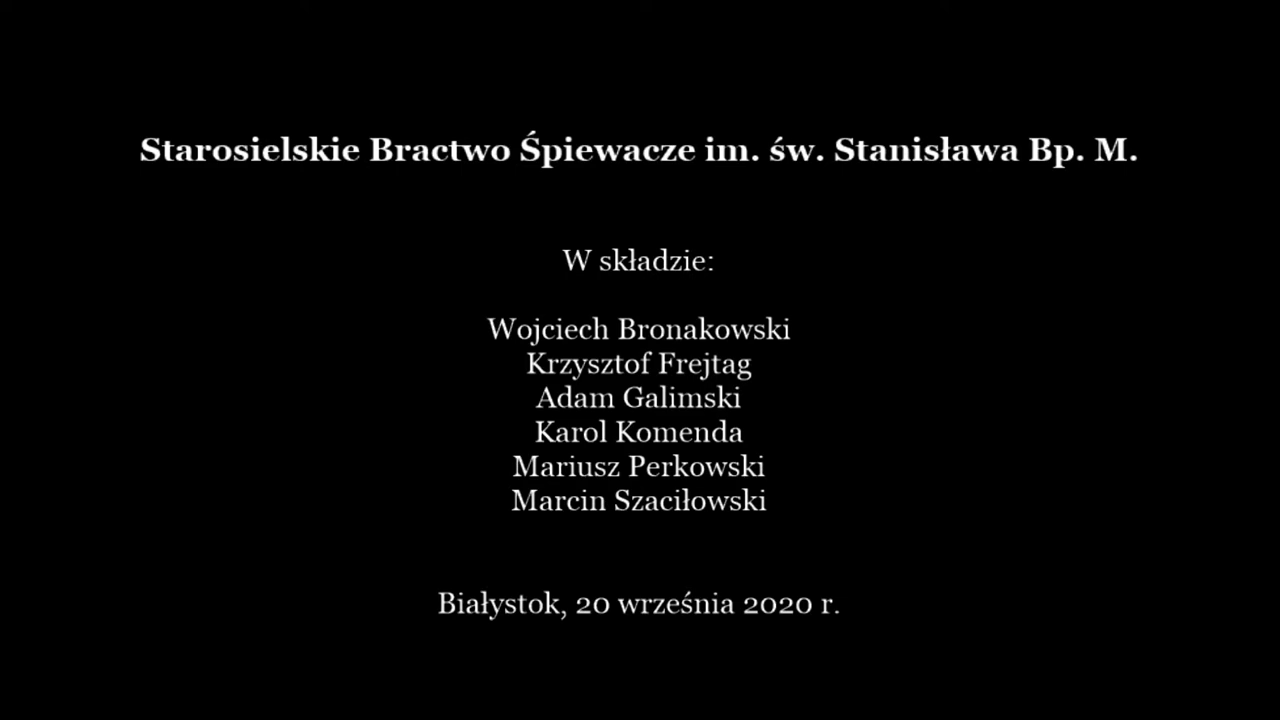 Starosielskie Bractwo Śpiewacze im. św. Stanisława Bp. M.
W składzie:
Wojciech Bronakowski
Krzysztof Frejtag
Adam Galimski
Karol Komenda
Mariusz Perkowski
Marcin Szaciłowski
Białystok, 20 września 2020 r.